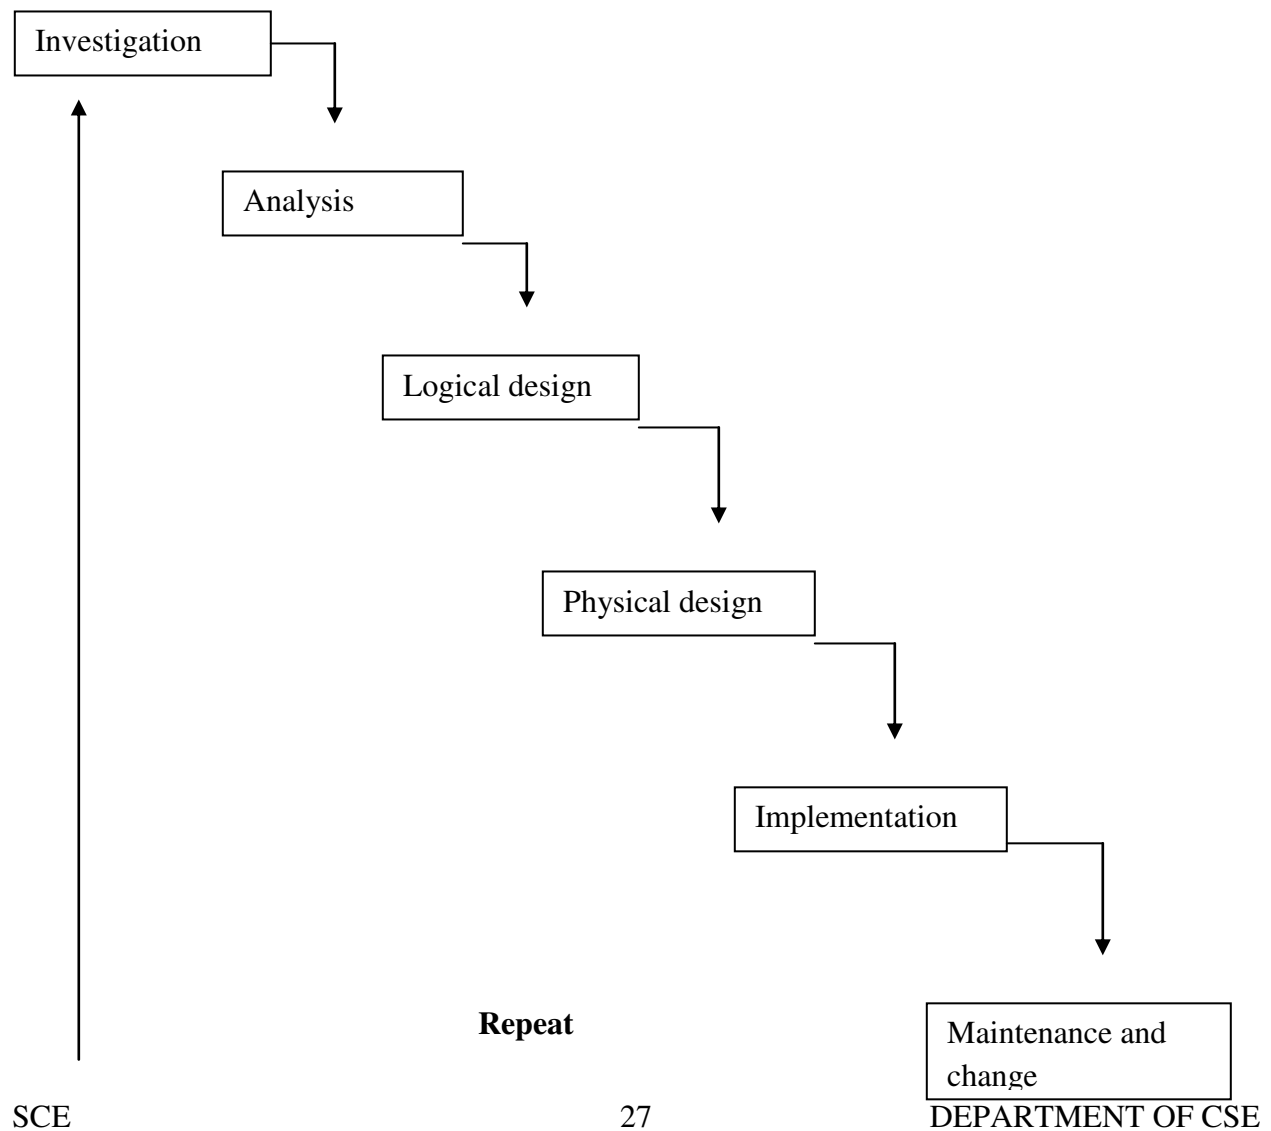 Investigation
Analysis
Logical design
Physical design
Implementation
Repeat
Maintenance and
change
SCE 27 DEPARTMENT OF CSE